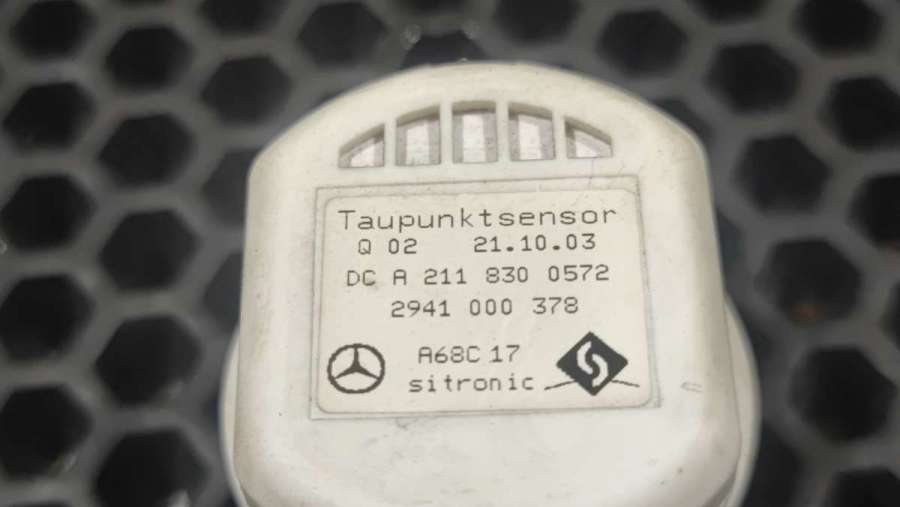 Taupunktsensor
Q 02 21.10.03
DC A 211 830 0572
2941 000 378
A68C 17
sitronic